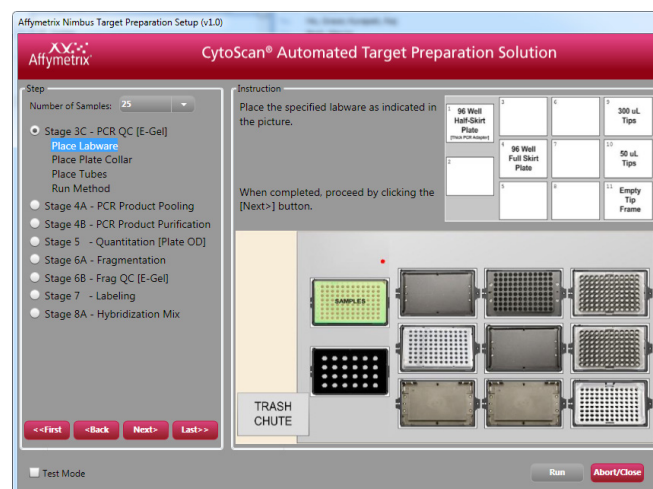 Affymetrix Nimbus Target Preparation Setup (v1.0)
Affymetrix
CytoScan® Automated Target Preparation Solution
Step
Number of Samples: 25
Stage 3C - PCR QC [E-Gel]
Place Labware
Place Plate Collar
Place Tubes
Run Method
Stage 4A - PCR Product Pooling
Stage 4B - PCR Product Purification
Stage 5 - Quantitation [Plate OD]
Stage 6A - Fragmentation
Stage 6B - Frag QC [E-Gel]
Stage 7 - Labeling
Stage 8A - Hybridization Mix
<<First <Back Next> Last>>
Instruction
Place the specified labware as indicated in
the picture.
When completed, proceed by clicking the
[Next>] button.
1 96 Well
Half-Skirt
Plate
[Thick PCR Adapter]
2
3
4 96 Well
Full Skirt
Plate
5
6
7
8
9 300 uL
Tips
10 50 uL
Tips
11 Empty
Tip
Frame
SAMPLES
TRASH
CHUTE
Test Mode
Run Abort/Close